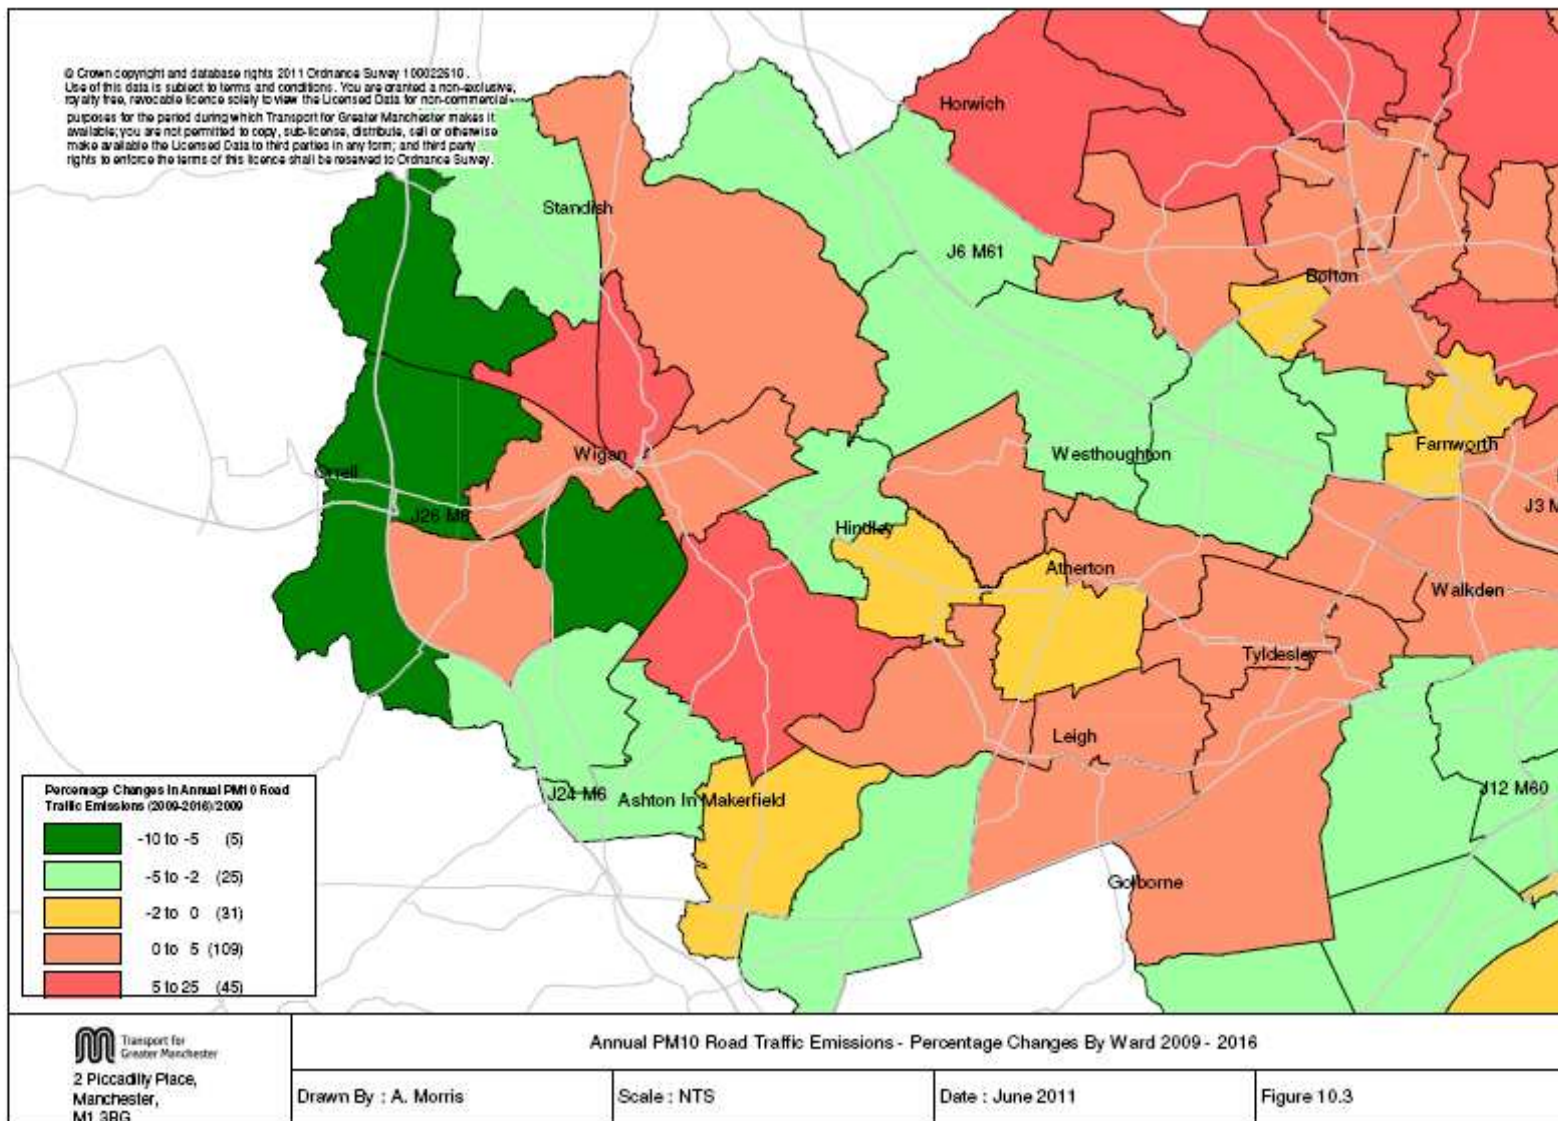 © Crown copyright and database rights 2011 Ordnance Survey 100022610 .
Use of this data is subject to terms and conditions. You are granted a non-exclusive,
royalty free, revocable licence solely to view the Licensed Data for non-commercial
purposes for the period during which Transport for Greater Manchester makes it
available; you are not permitted to copy, sub-license, distribute, sell or otherwise
make available the Licensed Data to third parties in any form; and third party
rights to enforce the terms of this licence shall be reserved to Ordnance Survey.
Horwich
Standish
J6 M61
Bolton
Wigan
Westhoughton
Farnworth
Orrell
J26 M6
J3 M
Hindley
Atherton
Walkden
Tyldesley
Leigh
J24 M6
Ashton In Makerfield
J12 M60
Golborne
Percentage Changes in Annual PM10 Road
Traffic Emissions (2009-2016)/2009
-10 to -5 (5)
-5 to -2 (25)
-2 to 0 (31)
0 to 5 (109)
5 to 25 (45)
Transport for
Greater Manchester
2 Piccadilly Place,
Manchester,
M1 3BG
Annual PM10 Road Traffic Emissions - Percentage Changes By Ward 2009 - 2016
Drawn By : A. Morris
Scale : NTS
Date : June 2011
Figure 10.3